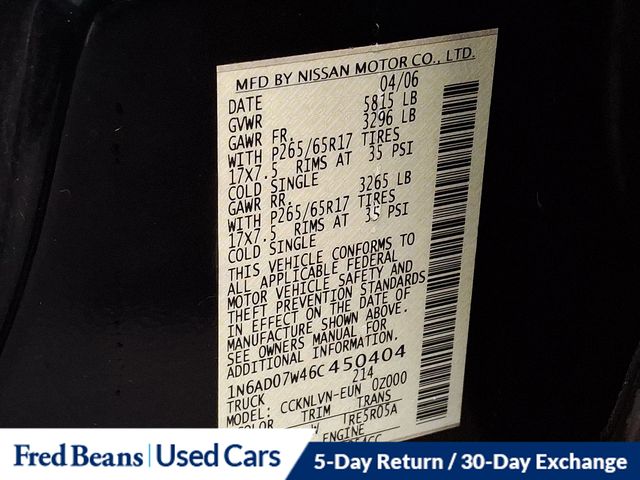 MFD BY NISSAN MOTOR CO., LTD.
DATE 04/06
GVWR 5815 LB
GAWR FR. 3296 LB
WITH P265/65R17 TIRES
17X7.5 RIMS AT 35 PSI
COLD SINGLE
GAWR RR. 3265 LB
WITH P265/65R17 TIRES
17X7.5 RIMS AT 35 PSI
COLD SINGLE
THIS VEHICLE CONFORMS TO
ALL APPLICABLE FEDERAL
MOTOR VEHICLE SAFETY AND
THEFT PREVENTION STANDARDS
IN EFFECT ON THE DATE OF
MANUFACTURE SHOWN ABOVE.
SEE OWNERS MANUAL FOR
ADDITIONAL INFORMATION.
1N6AD07W46C450404
TRUCK 214
MODEL: CCKNLVN-EUN 0Z000
COLOR TRIM TRANS
TRE5R05A
ENGINE
Fred Beans | Used Cars
5-Day Return / 30-Day Exchange